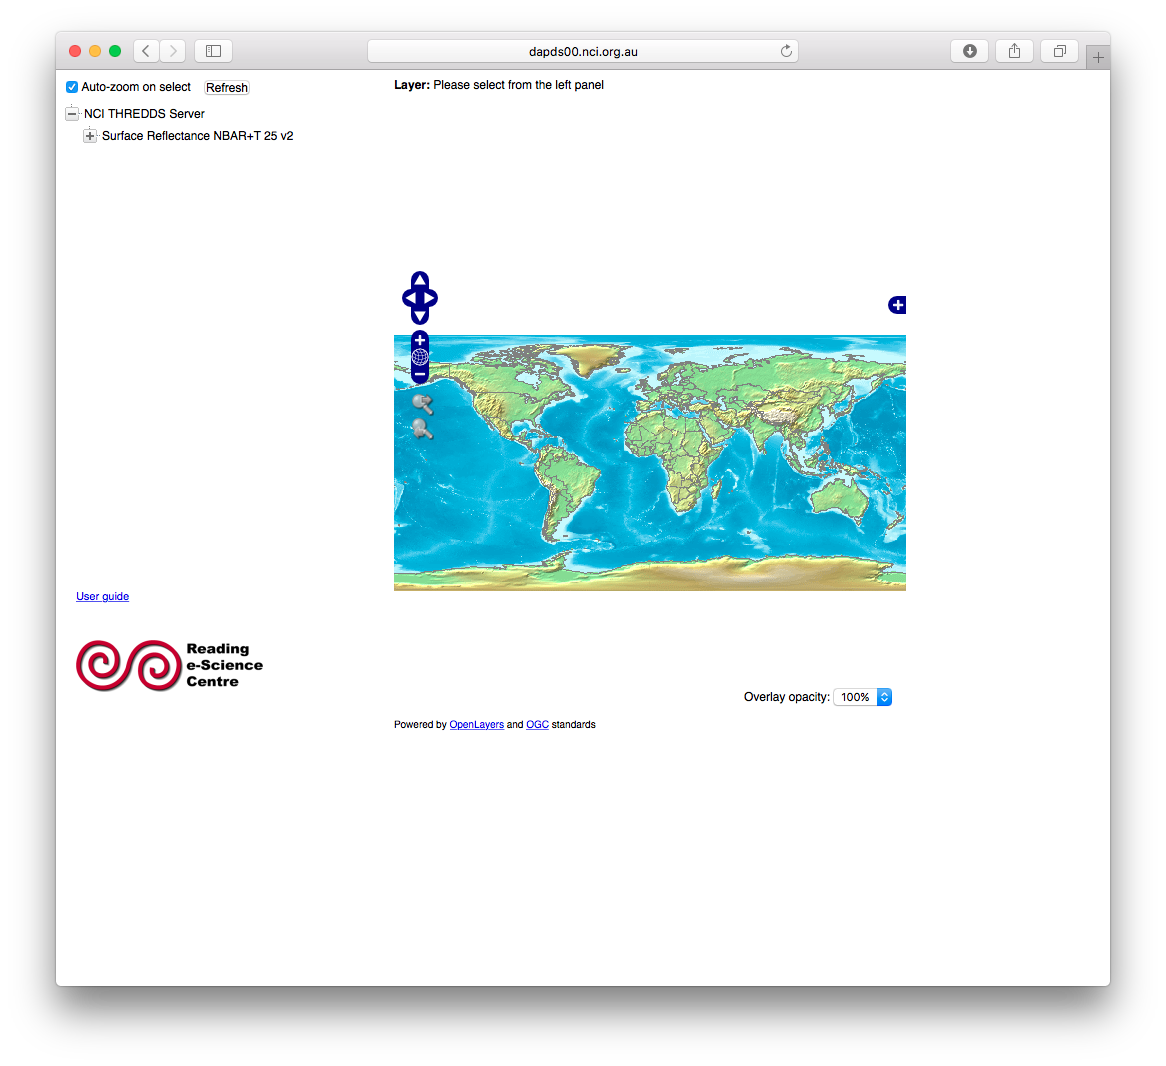 dapds00.nci.org.au
Auto-zoom on select Refresh
Layer: Please select from the left panel
NCI THREDDS Server
Surface Reflectance NBAR+T 25 v2
User guide
Reading
e-Science
Centre
Overlay opacity: 100%
Powered by OpenLayers and OGC standards